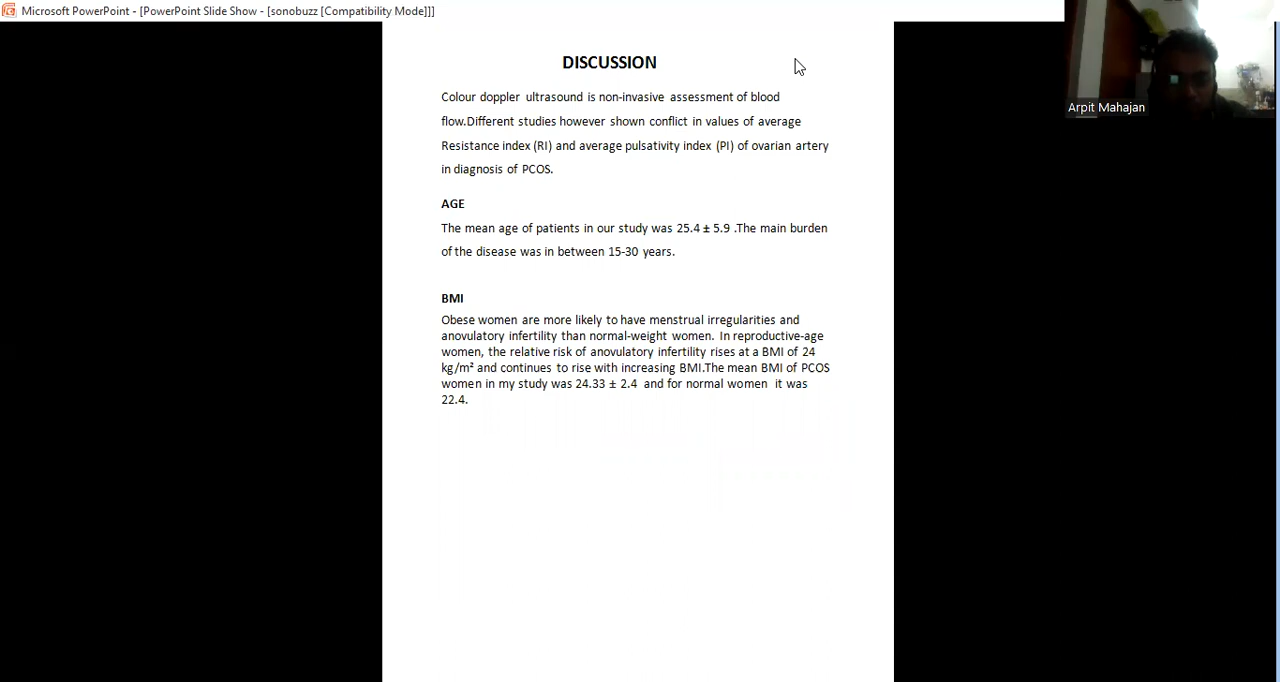 Microsoft PowerPoint - [PowerPoint Slide Show - [sonobuzz [Compatibility Mode]]]
Arpit Mahajan
DISCUSSION
Colour doppler ultrasound is non-invasive assessment of blood
flow.Different studies however shown conflict in values of average
Resistance index (RI) and average pulsativity index (PI) of ovarian artery
in diagnosis of PCOS.
AGE
The mean age of patients in our study was 25.4 ± 5.9 .The main burden
of the disease was in between 15-30 years.
BMI
Obese women are more likely to have menstrual irregularities and
anovulatory infertility than normal-weight women. In reproductive-age
women, the relative risk of anovulatory infertility rises at a BMI of 24
kg/m² and continues to rise with increasing BMI.The mean BMI of PCOS
women in my study was 24.33 ± 2.4 and for normal women it was
22.4.